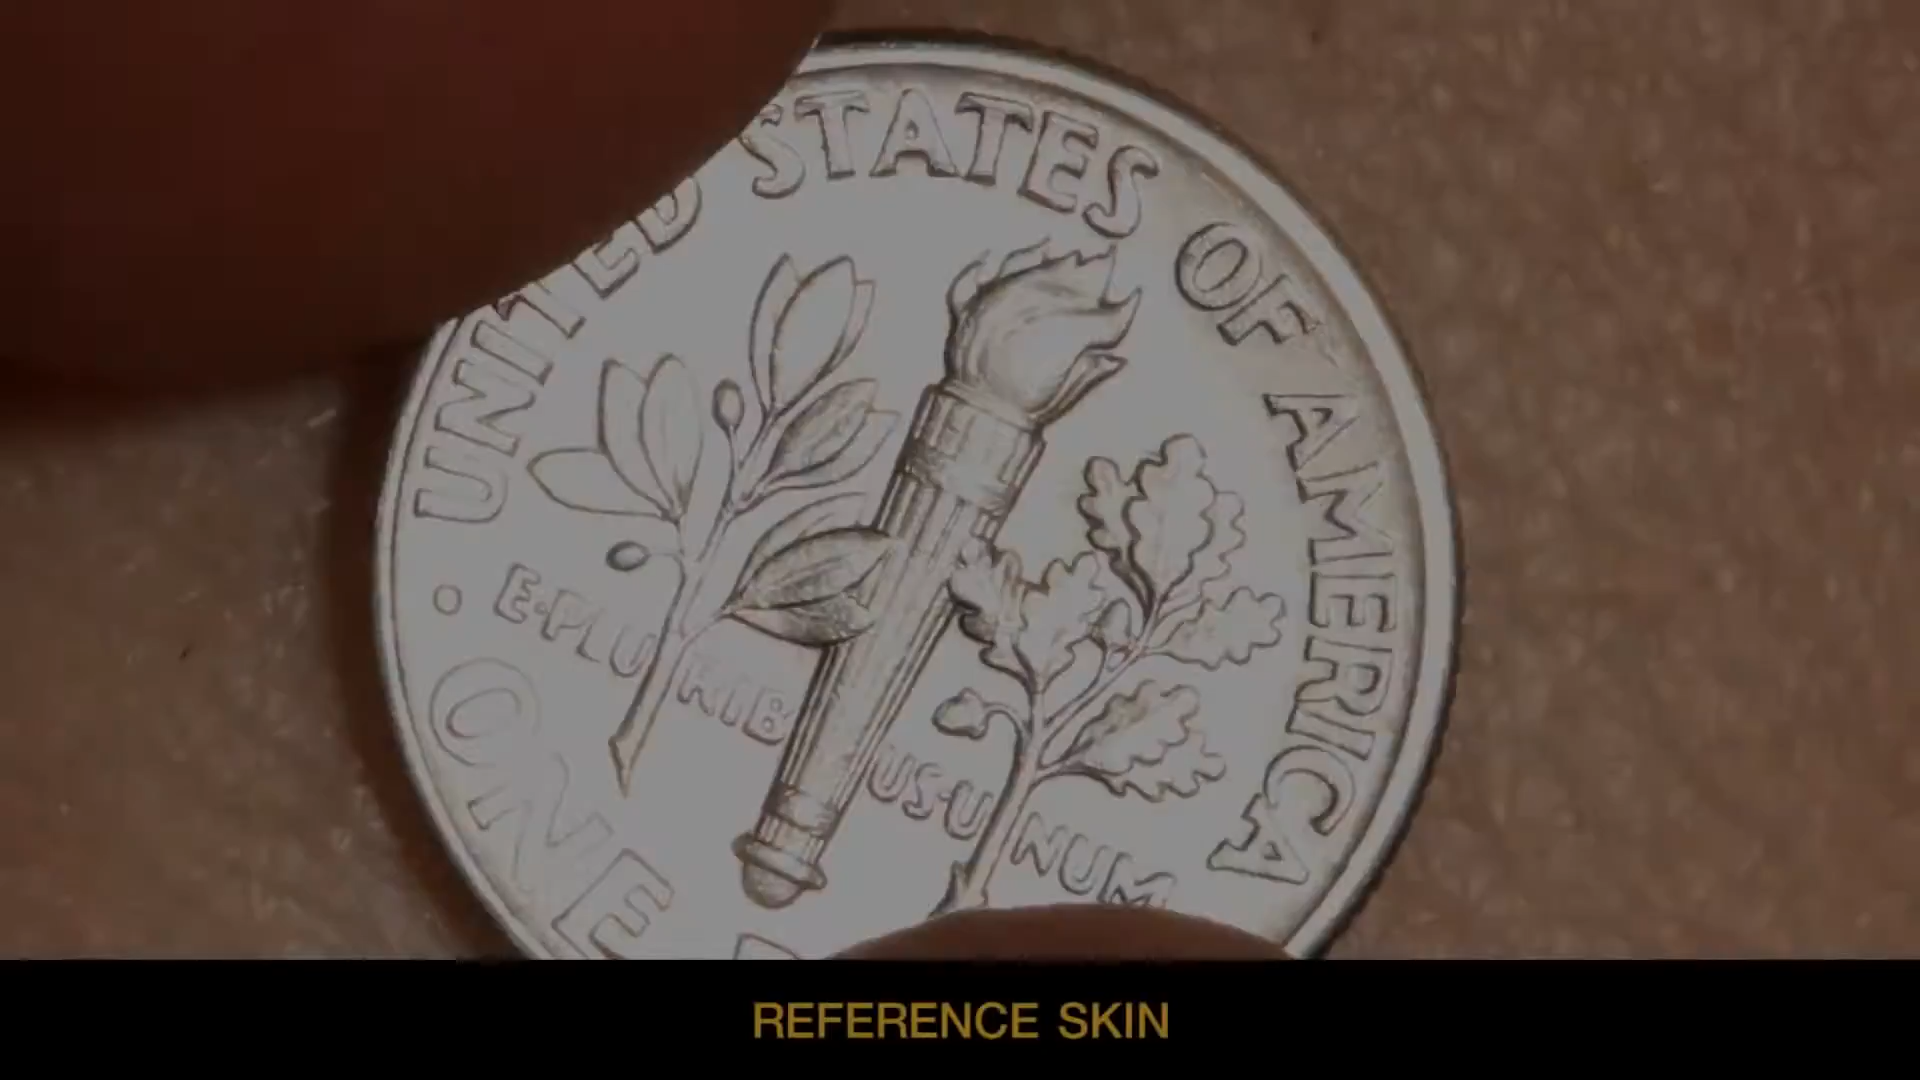 UNITED STATES OF AMERICA
E·PLURIBUS·UNUM
ONE
REFERENCE SKIN